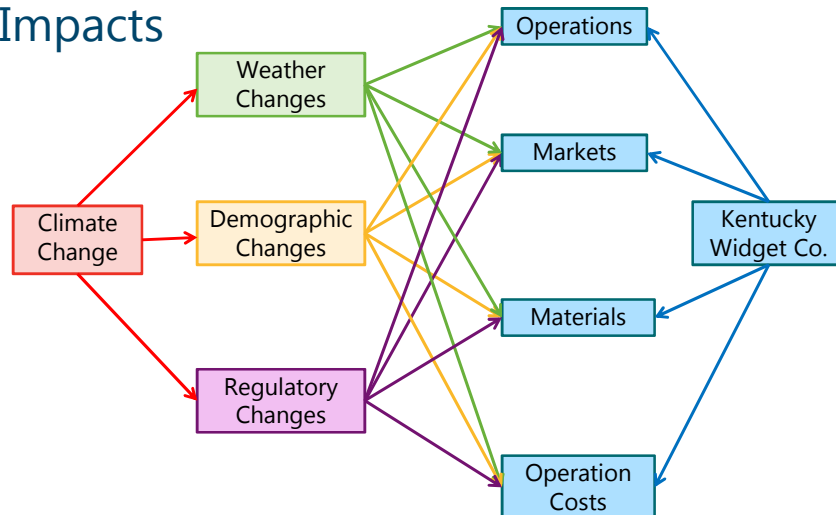 Impacts
Operations
Weather
Changes
Markets
Climate
Change
Demographic
Changes
Kentucky
Widget Co.
Materials
Regulatory
Changes
Operation
Costs